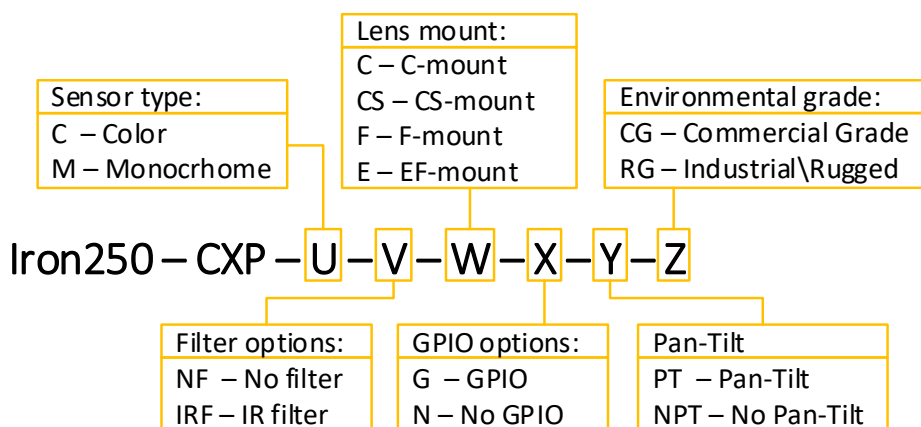 Lens mount:
C – C-mount
CS – CS-mount
F – F-mount
E – EF-mount
Sensor type:
C – Color
M – Monocrhome
Environmental grade:
CG – Commercial Grade
RG – Industrial\Rugged
Iron250 – CXP – U – V – W – X – Y – Z
Filter options:
NF – No filter
IRF – IR filter
GPIO options:
G – GPIO
N – No GPIO
Pan-Tilt
PT – Pan-Tilt
NPT – No Pan-Tilt